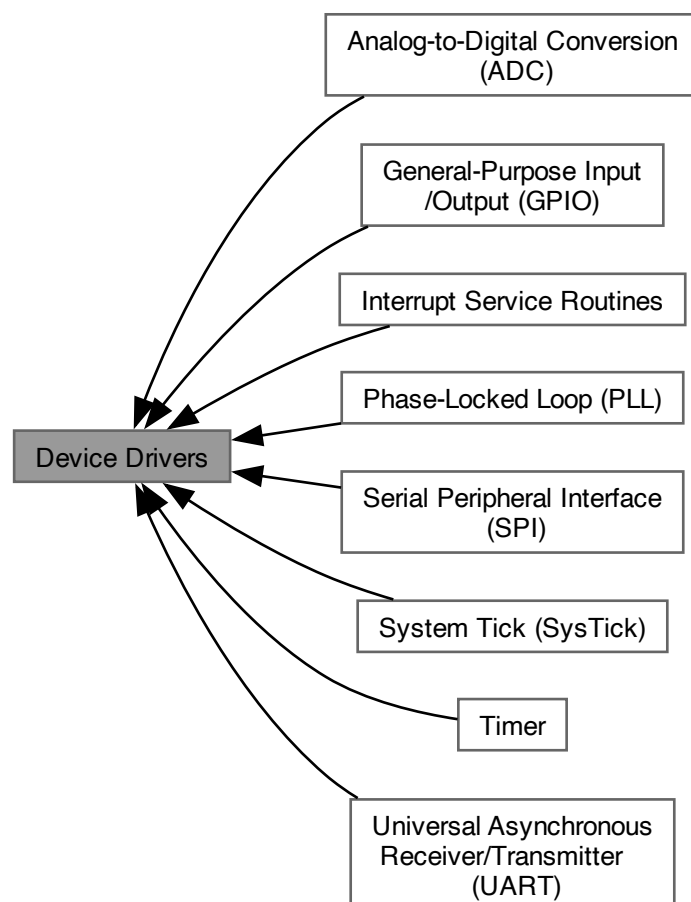 Analog-to-Digital Conversion
(ADC)
General-Purpose Input
/Output (GPIO)
Interrupt Service Routines
Phase-Locked Loop (PLL)
Device Drivers
Serial Peripheral Interface
(SPI)
System Tick (SysTick)
Timer
Universal Asynchronous
Receiver/Transmitter
(UART)